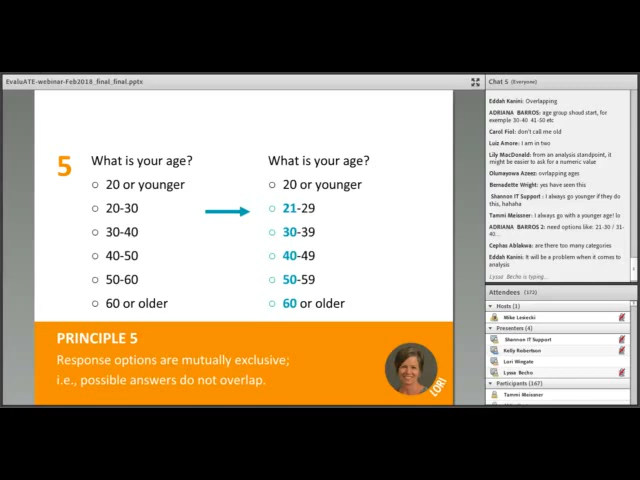 EvaluATE-webinar-Feb2018_final_final.pptx
5
What is your age?
20 or younger
20-30
30-40
40-50
50-60
60 or older
What is your age?
20 or younger
21-29
30-39
40-49
50-59
60 or older
PRINCIPLE 5
Response options are mutually exclusive;
i.e., possible answers do not overlap.
LORI
Chat 5 (Everyone)
Eddah Kanini: Overlapping
ADRIANA BARROS: age group shoud start, for
exemple 30-40 41-50 etc
Carol Fiol: don't call me old
Luiz Amore: I am in two
Lily MacDonald: from an analysis standpoint, it
might be easier to ask for a numeric value
Olunayowa Azeez: ovrlapping ages
Bernadette Wright: yes have seen this
Shannon IT Support: I always go younger if they do
this, hahaha
Tammi Meissner: I always go with a younger age! lo
ADRIANA BARROS 2: need options like: 21-30 / 31-
40...
Cephas Ablakwa: are there too many categories
Eddah Kanini: It will be a problem when it comes to
analysis
Lyssa Becho is typing...
Attendees (172)
Hosts (1)
Mike Lesiecki
Presenters (4)
Shannon IT Support
Kelly Robertson
Lori Wingate
Lyssa Becho
Participants (167)
Tammi Meissner